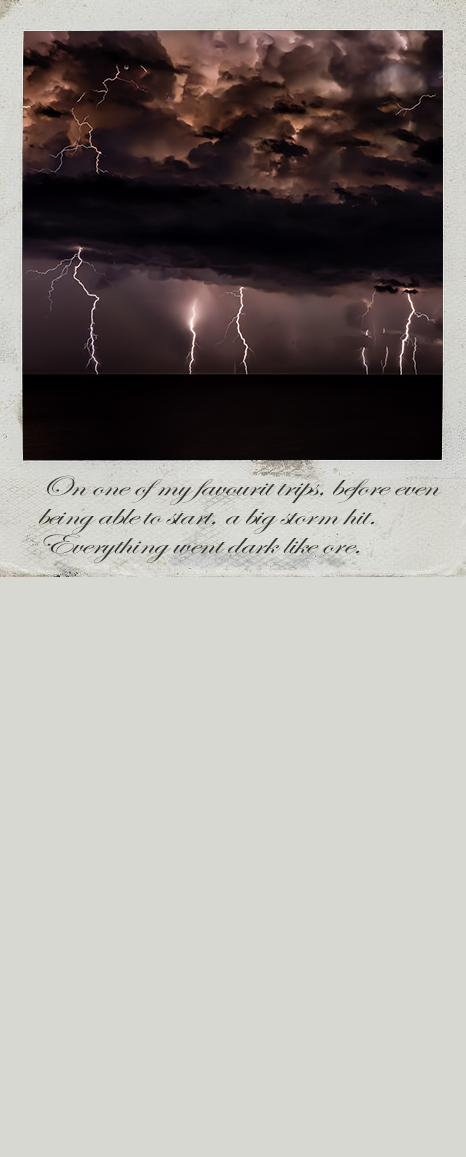 On one of my favourit trips, before even
being able to start, a big storm hit.
Everything went dark like ore.